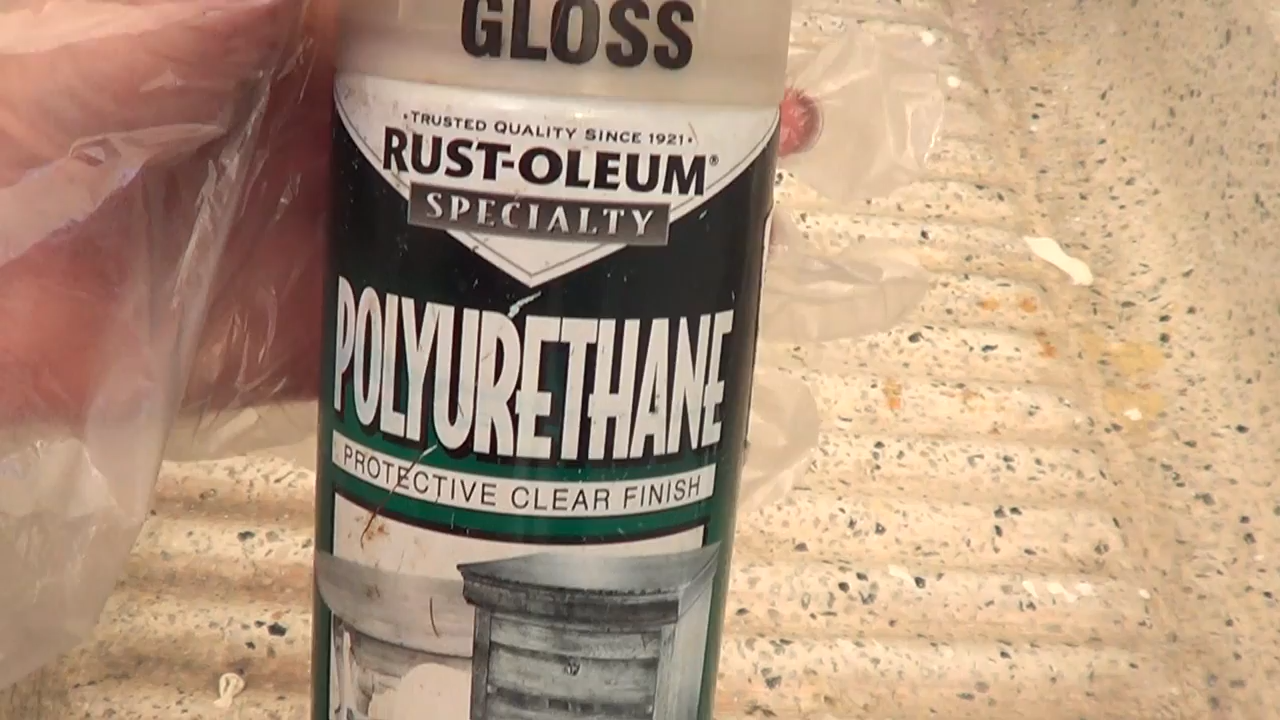 GLOSS
•TRUSTED QUALITY SINCE 1921•
RUST-OLEUM®
SPECIALTY
POLYURETHANE
PROTECTIVE CLEAR FINISH